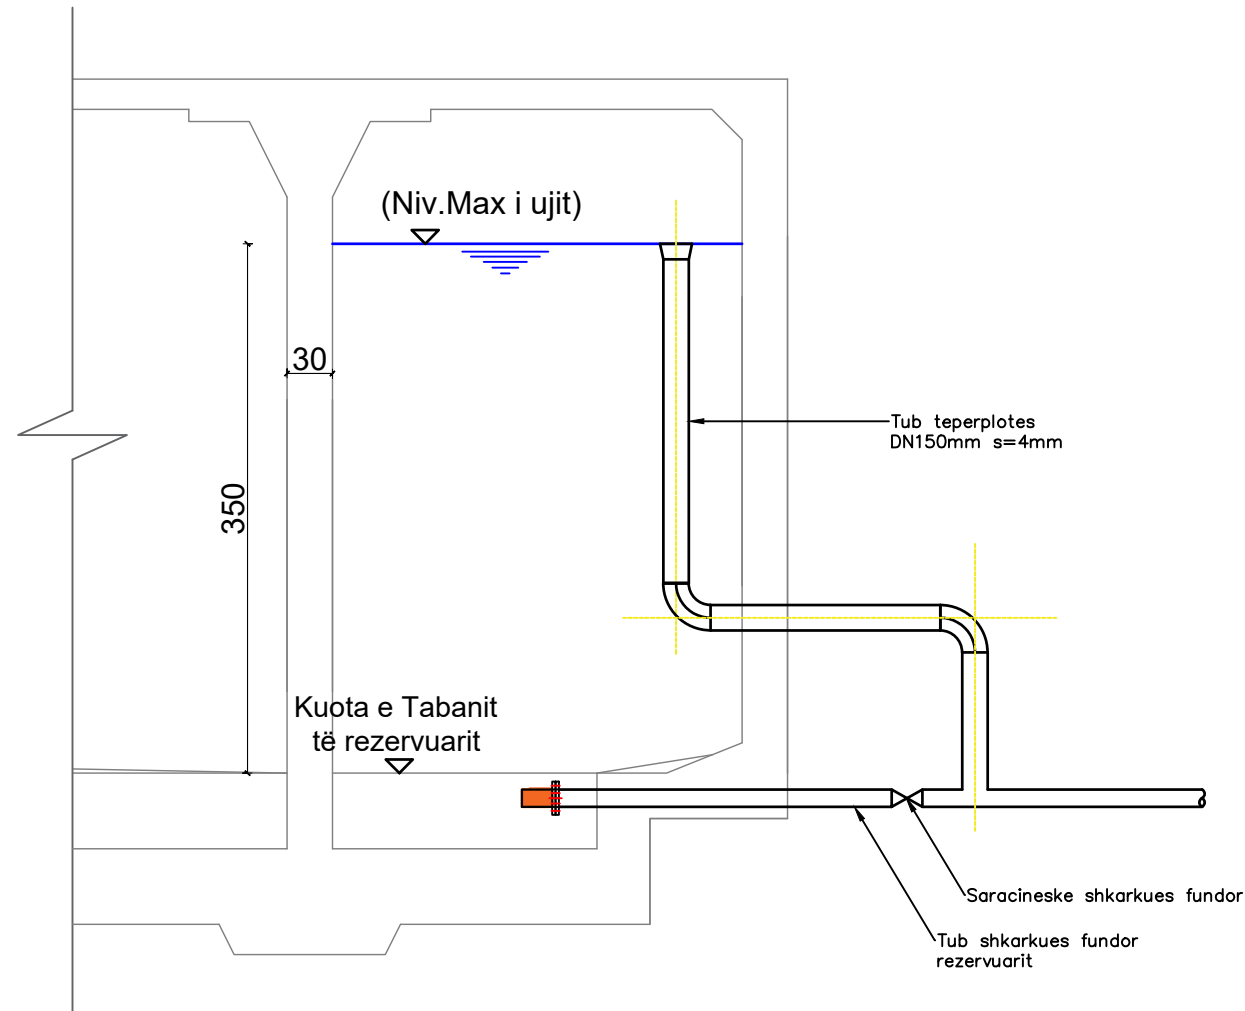 (Niv.Max i ujit)
30
Tub teperplotes
DN150mm s=4mm
350
Kuota e Tabanit
të rezervuarit
Saracineske shkarkues fundor
Tub shkarkues fundor
rezervuarit